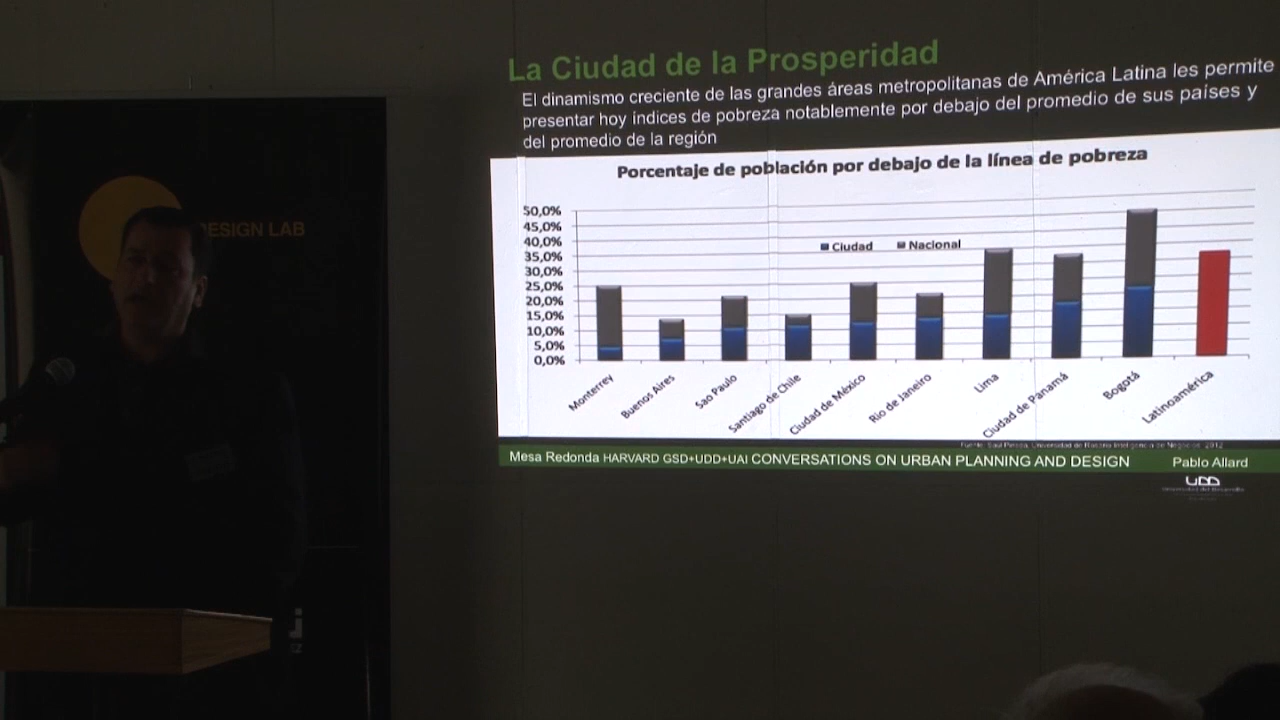 La Ciudad de la Prosperidad
El dinamismo creciente de las grandes áreas metropolitanas de América Latina les permite
presentar hoy índices de pobreza notablemente por debajo del promedio de sus países y
del promedio de la región
Porcentaje de población por debajo de la línea de pobreza
50,0%
45,0%
40,0%
35,0%
30,0%
25,0%
20,0%
15,0%
10,0%
5,0%
0,0%
Ciudad Nacional
Monterrey
Buenos Aires
Sao Paulo
Santiago de Chile
Ciudad de México
Rio de Janeiro
Lima
Ciudad de Panamá
Bogotá
Latinoamérica
Mesa Redonda HARVARD GSD+UDD+UAI CONVERSATIONS ON URBAN PLANNING AND DESIGN Pablo Allard
UDD
DESIGN LAB